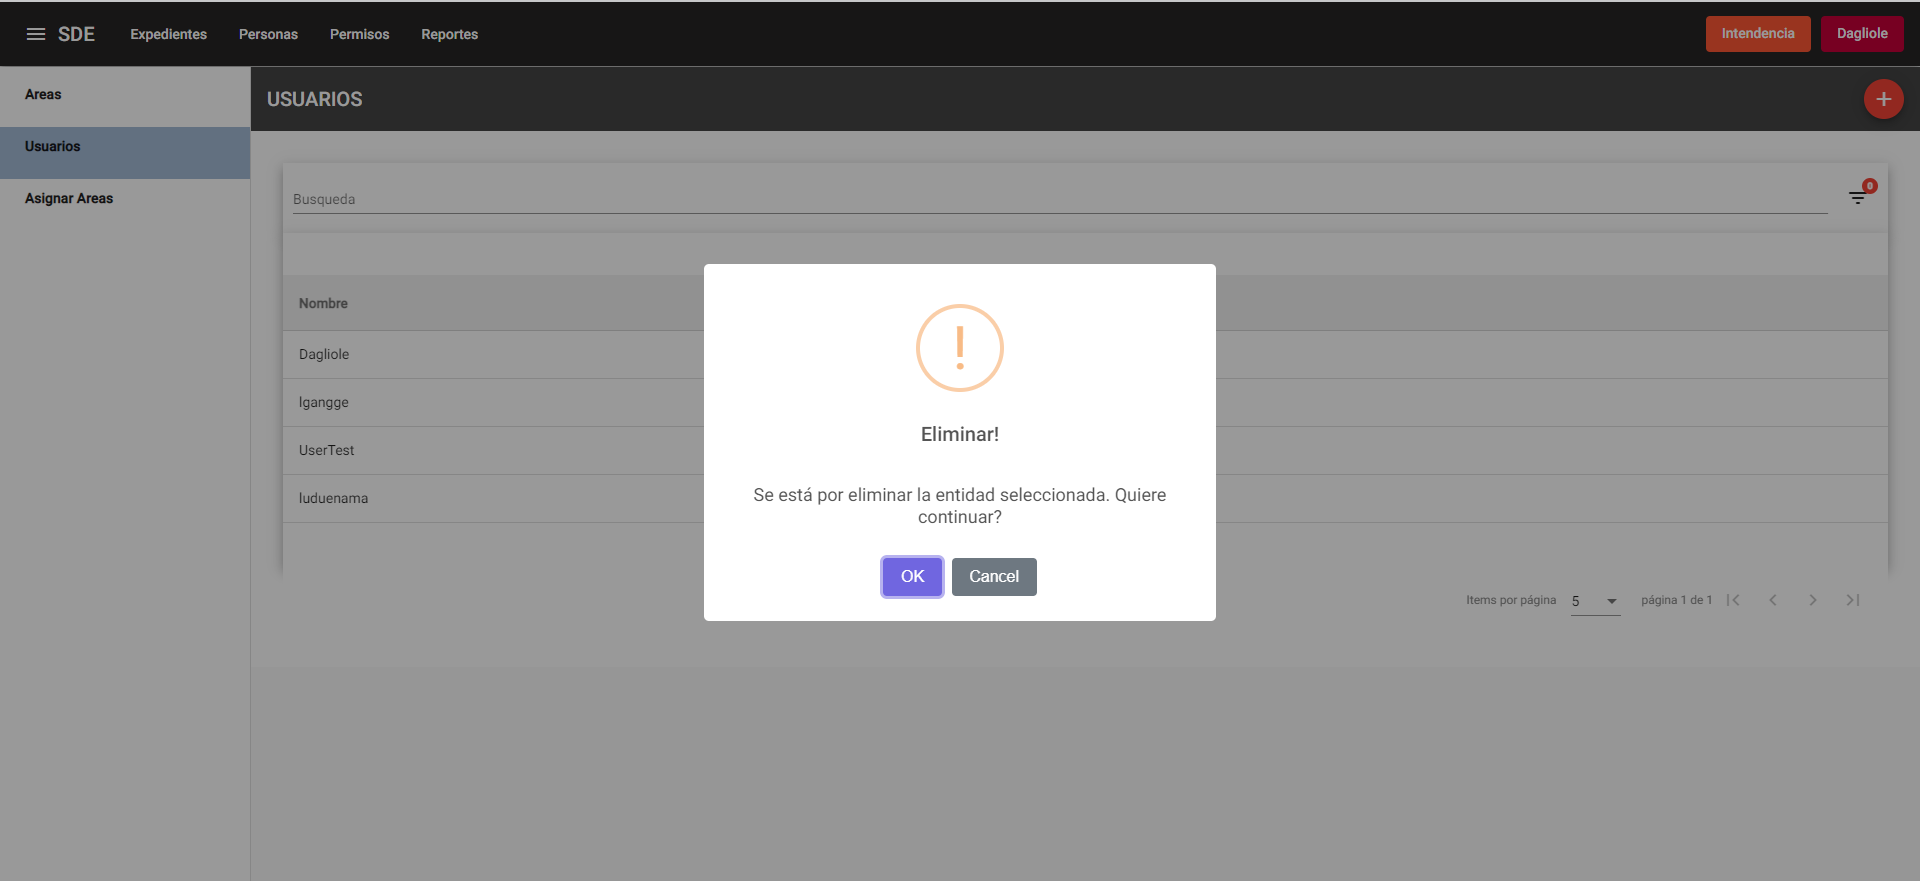 SDE Expedientes Personas Permisos Reportes Intendencia Dagliole
Areas
Usuarios
Asignar Areas
USUARIOS
Busqueda
0
Nombre
Dagliole
lgangge
UserTest
luduenama
Eliminar!
Se está por eliminar la entidad seleccionada. Quiere
continuar?
OK Cancel
Items por página 5 página 1 de 1